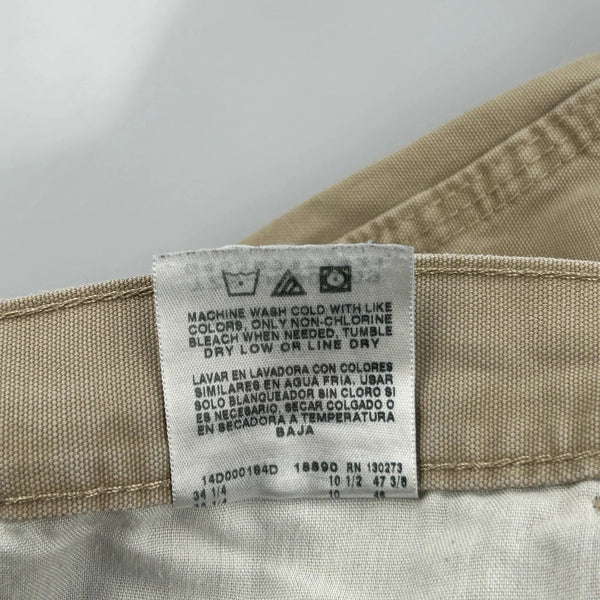 MACHINE WASH COLD WITH LIKE
COLORS, ONLY NON-CHLORINE
BLEACH WHEN NEEDED, TUMBLE
DRY LOW OR LINE DRY
LAVAR EN LAVADORA CON COLORES
SIMILARES EN AGUA FRIA. USAR
SOLO BLANQUEADOR SIN CLORO SI
ES NECESARIO. SECAR COLGADO O
EN SECADORA A TEMPERATURA
BAJA
14D000184D 18890 RN 130273
34 1/4 10 1/2 47 3/8
10 46